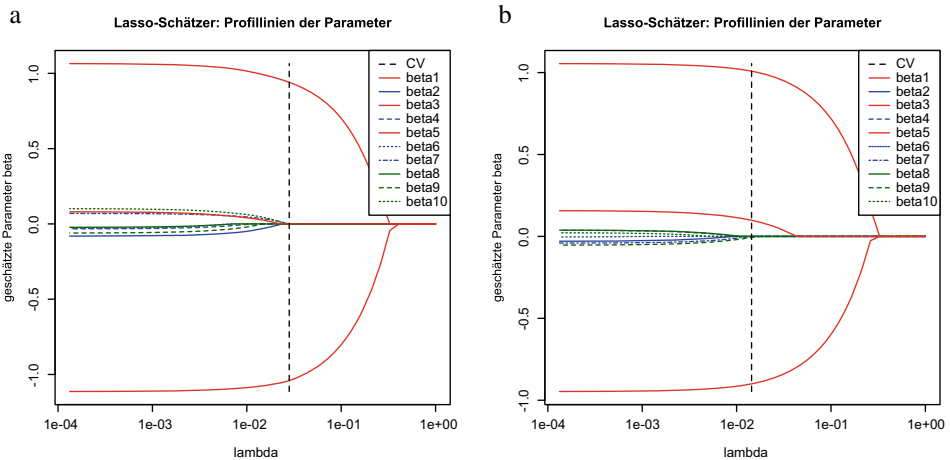 a
Lasso-Schätzer: Profillinien der Parameter
geschätzte Parameter beta
1.0
0.5
0.0
-0.5
-1.0
CV
beta1
beta2
beta3
beta4
beta5
beta6
beta7
beta8
beta9
beta10
1e-04
1e-03
1e-02
1e-01
1e+00
lambda
b
Lasso-Schätzer: Profillinien der Parameter
geschätzte Parameter beta
1.0
0.5
0.0
-0.5
-1.0
CV
beta1
beta2
beta3
beta4
beta5
beta6
beta7
beta8
beta9
beta10
1e-04
1e-03
1e-02
1e-01
1e+00
lambda